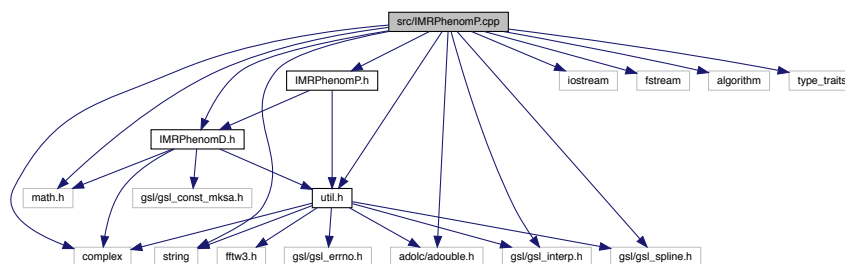 src/IMRPhenomP.cpp
IMRPhenomP.h
iostream
fstream
algorithm
type_traits
IMRPhenomD.h
math.h
gsl/gsl_const_mksa.h
util.h
complex
string
fftw3.h
gsl/gsl_errno.h
adolc/adouble.h
gsl/gsl_interp.h
gsl/gsl_spline.h